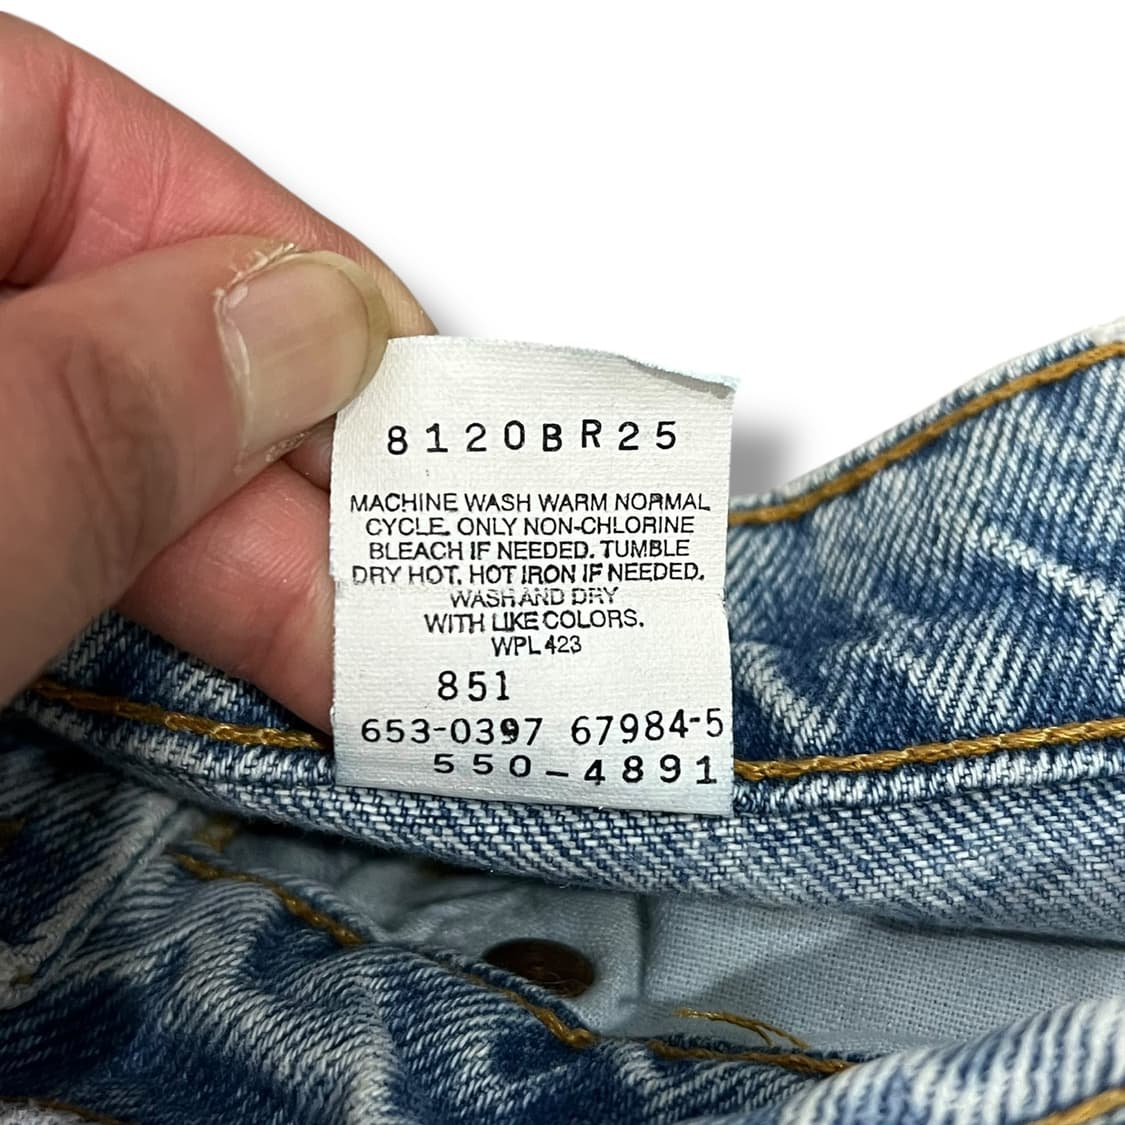 8120BR25
MACHINE WASH WARM NORMAL
CYCLE. ONLY NON-CHLORINE
BLEACH IF NEEDED. TUMBLE
DRY HOT. HOT IRON IF NEEDED.
WASH AND DRY
WITH LIKE COLORS.
WPL 423
851
653-0397 67984-5
550-4891